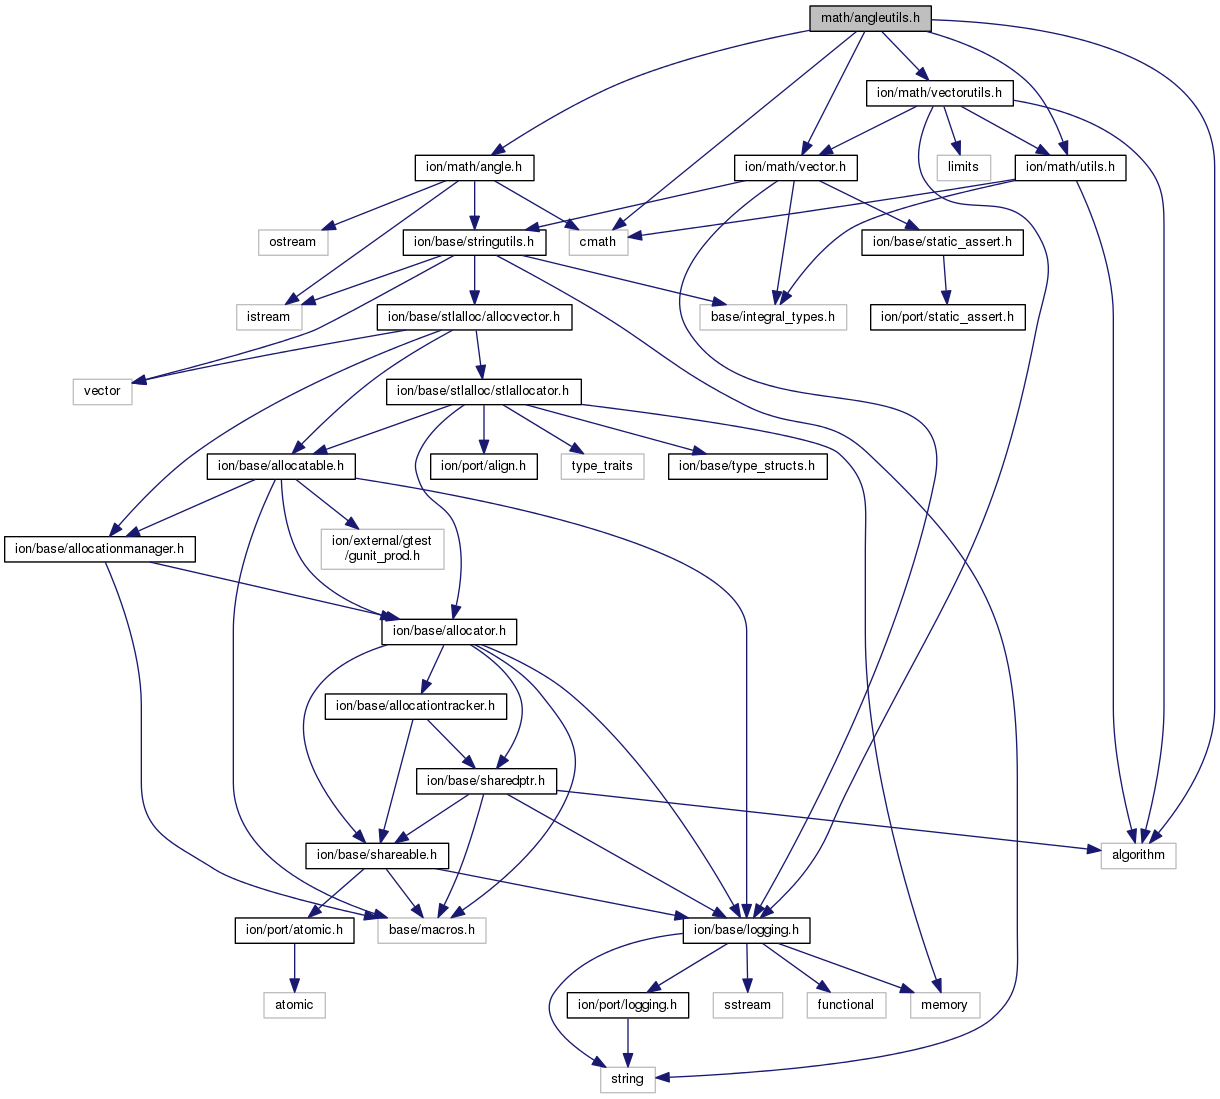 math/angleutils.h
ion/math/vectorutils.h
ion/math/angle.h
ion/math/vector.h
limits
ion/math/utils.h
ostream
ion/base/stringutils.h
cmath
ion/base/static_assert.h
istream
ion/base/stlalloc/allocvector.h
base/integral_types.h
ion/port/static_assert.h
vector
ion/base/stlalloc/stlallocator.h
ion/base/allocatable.h
ion/port/align.h
type_traits
ion/base/type_structs.h
ion/base/allocationmanager.h
ion/external/gtest
/gunit_prod.h
ion/base/allocator.h
ion/base/allocationtracker.h
ion/base/sharedptr.h
ion/base/shareable.h
algorithm
ion/port/atomic.h
base/macros.h
ion/base/logging.h
atomic
ion/port/logging.h
sstream
functional
memory
string